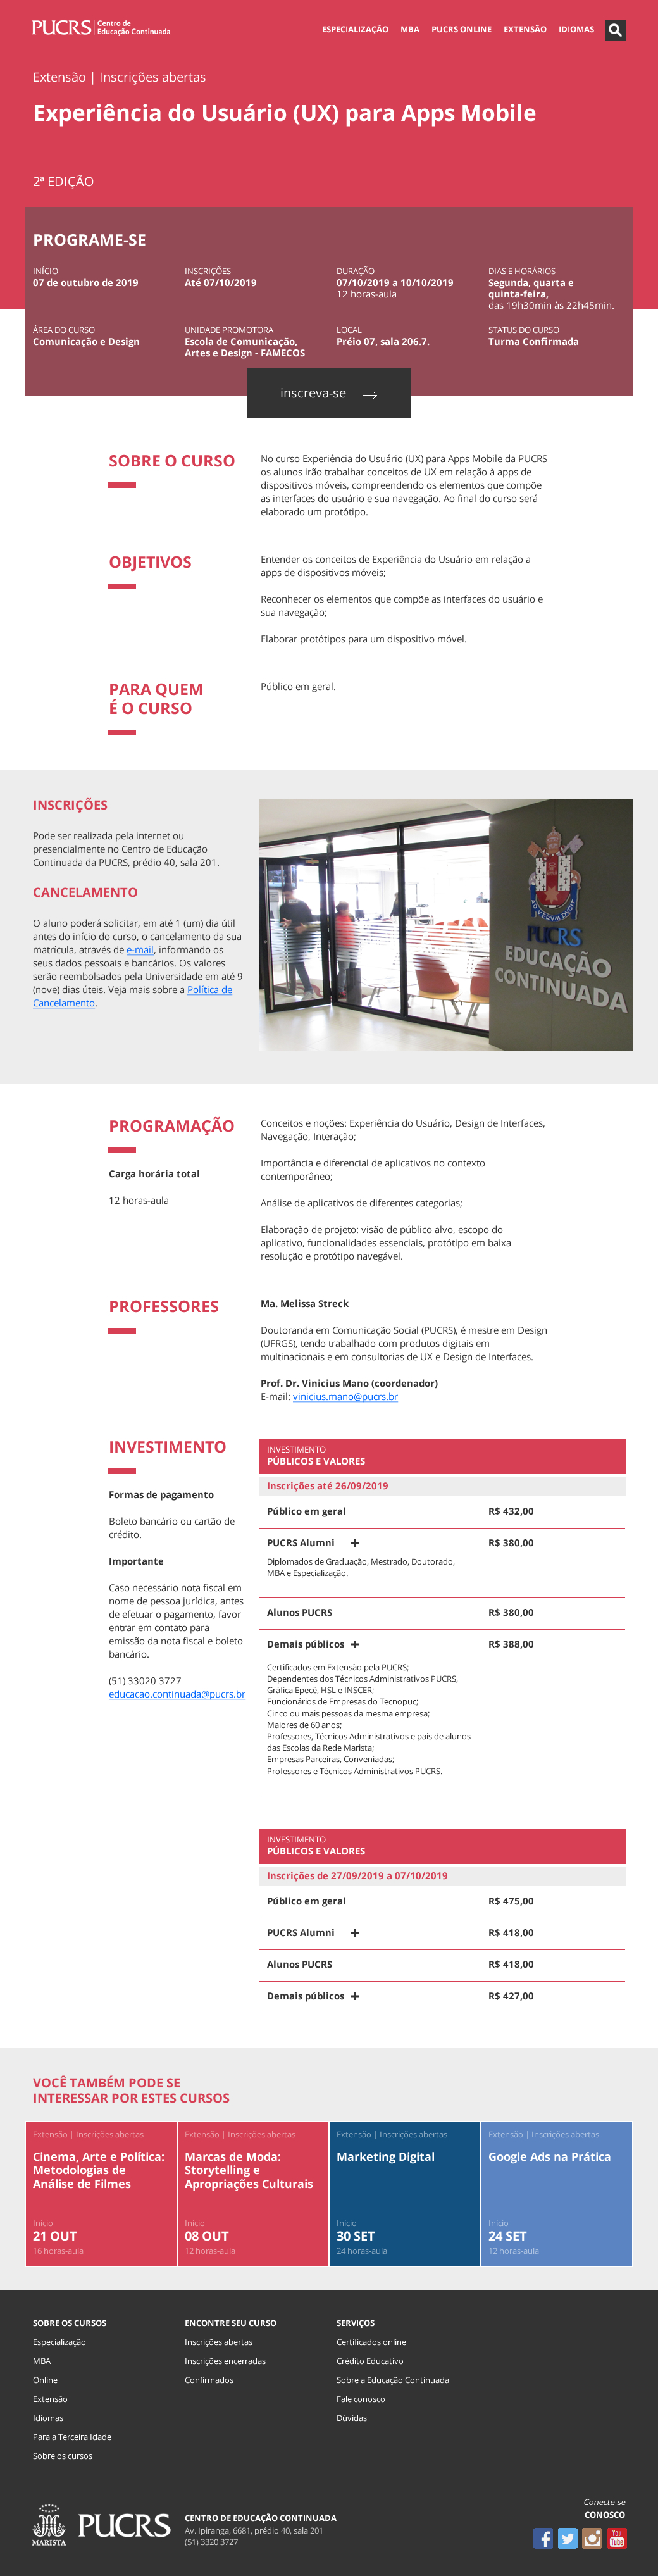 PUCRS Centro de
Educação Continuada
ESPECIALIZAÇÃO MBA PUCRS ONLINE EXTENSÃO IDIOMAS
Extensão | Inscrições abertas
Experiência do Usuário (UX) para Apps Mobile
2ª EDIÇÃO
PROGRAME-SE
INÍCIO
07 de outubro de 2019
INSCRIÇÕES
Até 07/10/2019
DURAÇÃO
07/10/2019 a 10/10/2019
12 horas-aula
DIAS E HORÁRIOS
Segunda, quarta e
quinta-feira,
das 19h30min às 22h45min.
ÁREA DO CURSO
Comunicação e Design
UNIDADE PROMOTORA
Escola de Comunicação,
Artes e Design - FAMECOS
LOCAL
Préio 07, sala 206.7.
STATUS DO CURSO
Turma Confirmada
inscreva-se →
SOBRE O CURSO
No curso Experiência do Usuário (UX) para Apps Mobile da PUCRS
os alunos irão trabalhar conceitos de UX em relação à apps de
dispositivos móveis, compreendendo os elementos que compõe
as interfaces do usuário e sua navegação. Ao final do curso será
elaborado um protótipo.
OBJETIVOS
Entender os conceitos de Experiência do Usuário em relação a
apps de dispositivos móveis;
Reconhecer os elementos que compõe as interfaces do usuário e
sua navegação;
Elaborar protótipos para um dispositivo móvel.
PARA QUEM
É O CURSO
Público em geral.
INSCRIÇÕES
Pode ser realizada pela internet ou
presencialmente no Centro de Educação
Continuada da PUCRS, prédio 40, sala 201.
CANCELAMENTO
O aluno poderá solicitar, em até 1 (um) dia útil
antes do início do curso, o cancelamento da sua
matrícula, através de e-mail, informando os
seus dados pessoais e bancários. Os valores
serão reembolsados pela Universidade em até 9
(nove) dias úteis. Veja mais sobre a Política de
Cancelamento.
AD VERUM DUCIT
PUCRS
EDUCAÇÃO
CONTINUADA
PROGRAMAÇÃO
Carga horária total
12 horas-aula
Conceitos e noções: Experiência do Usuário, Design de Interfaces,
Navegação, Interação;
Importância e diferencial de aplicativos no contexto
contemporâneo;
Análise de aplicativos de diferentes categorias;
Elaboração de projeto: visão de público alvo, escopo do
aplicativo, funcionalidades essenciais, protótipo em baixa
resolução e protótipo navegável.
PROFESSORES
Ma. Melissa Streck
Doutoranda em Comunicação Social (PUCRS), é mestre em Design
(UFRGS), tendo trabalhado com produtos digitais em
multinacionais e em consultorias de UX e Design de Interfaces.
Prof. Dr. Vinicius Mano (coordenador)
E-mail: vinicius.mano@pucrs.br
INVESTIMENTO
Formas de pagamento
Boleto bancário ou cartão de
crédito.
Importante
Caso necessário nota fiscal em
nome de pessoa jurídica, antes
de efetuar o pagamento, favor
entrar em contato para
emissão da nota fiscal e boleto
bancário.
(51) 33020 3727
educacao.continuada@pucrs.br
INVESTIMENTO
PÚBLICOS E VALORES
Inscrições até 26/09/2019
Público em geral R$ 432,00
PUCRS Alumni + R$ 380,00
Diplomados de Graduação, Mestrado, Doutorado,
MBA e Especialização.
Alunos PUCRS R$ 380,00
Demais públicos + R$ 388,00
Certificados em Extensão pela PUCRS;
Dependentes dos Técnicos Administrativos PUCRS,
Gráfica Epecê, HSL e INSCER;
Funcionários de Empresas do Tecnopuc;
Cinco ou mais pessoas da mesma empresa;
Maiores de 60 anos;
Professores, Técnicos Administrativos e pais de alunos
das Escolas da Rede Marista;
Empresas Parceiras, Conveniadas;
Professores e Técnicos Administrativos PUCRS.
INVESTIMENTO
PÚBLICOS E VALORES
Inscrições de 27/09/2019 a 07/10/2019
Público em geral R$ 475,00
PUCRS Alumni + R$ 418,00
Alunos PUCRS R$ 418,00
Demais públicos + R$ 427,00
VOCÊ TAMBÉM PODE SE
INTERESSAR POR ESTES CURSOS
Extensão | Inscrições abertas
Cinema, Arte e Política:
Metodologias de
Análise de Filmes
Início
21 OUT
16 horas-aula
Extensão | Inscrições abertas
Marcas de Moda:
Storytelling e
Apropriações Culturais
Início
08 OUT
12 horas-aula
Extensão | Inscrições abertas
Marketing Digital
Início
30 SET
24 horas-aula
Extensão | Inscrições abertas
Google Ads na Prática
Início
24 SET
12 horas-aula
SOBRE OS CURSOS
Especialização
MBA
Online
Extensão
Idiomas
Para a Terceira Idade
Sobre os cursos
ENCONTRE SEU CURSO
Inscrições abertas
Inscrições encerradas
Confirmados
SERVIÇOS
Certificados online
Crédito Educativo
Sobre a Educação Continuada
Fale conosco
Dúvidas
MARISTA
PUCRS
CENTRO DE EDUCAÇÃO CONTINUADA
Av. Ipiranga, 6681, prédio 40, sala 201
(51) 3320 3727
Conecte-se
CONOSCO
You
Tube